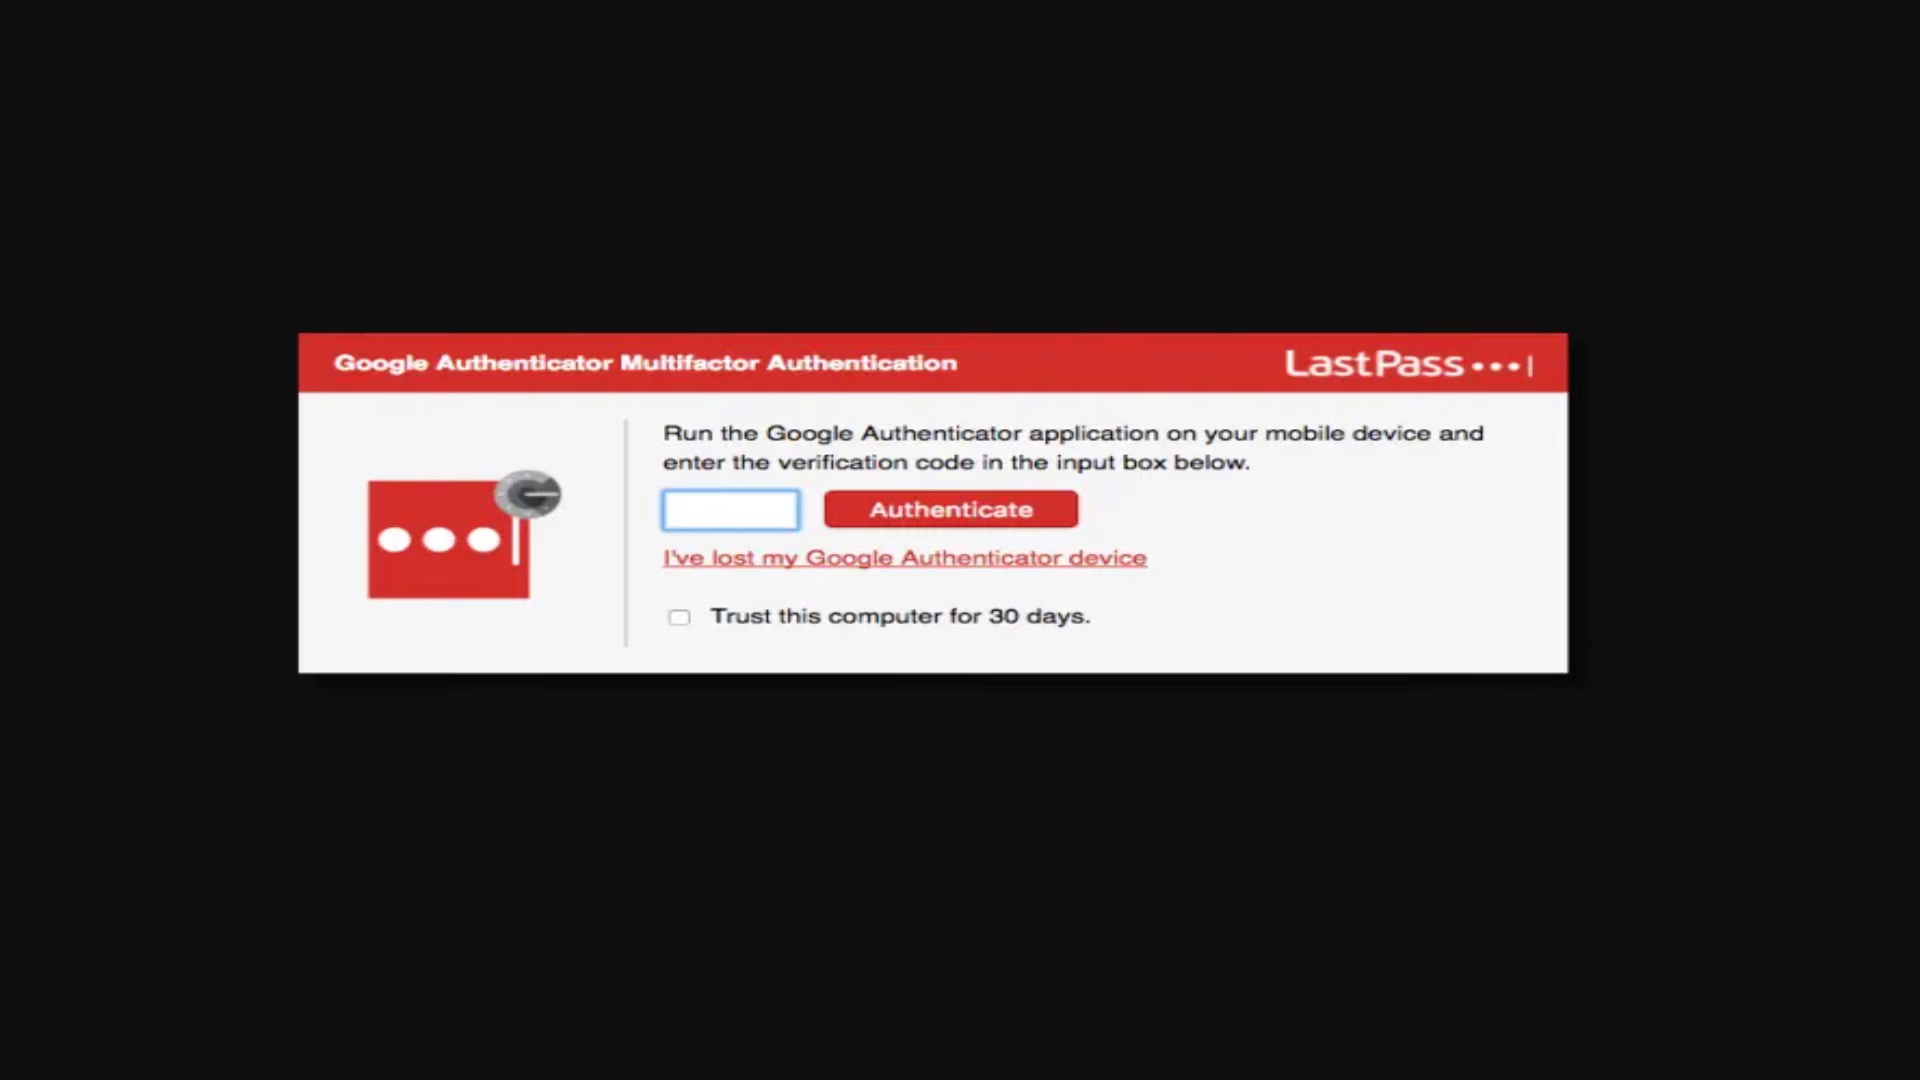 Google Authenticator Multifactor Authentication
LastPass •••|
Run the Google Authenticator application on your mobile device and
enter the verification code in the input box below.
Authenticate
I've lost my Google Authenticator device
Trust this computer for 30 days.